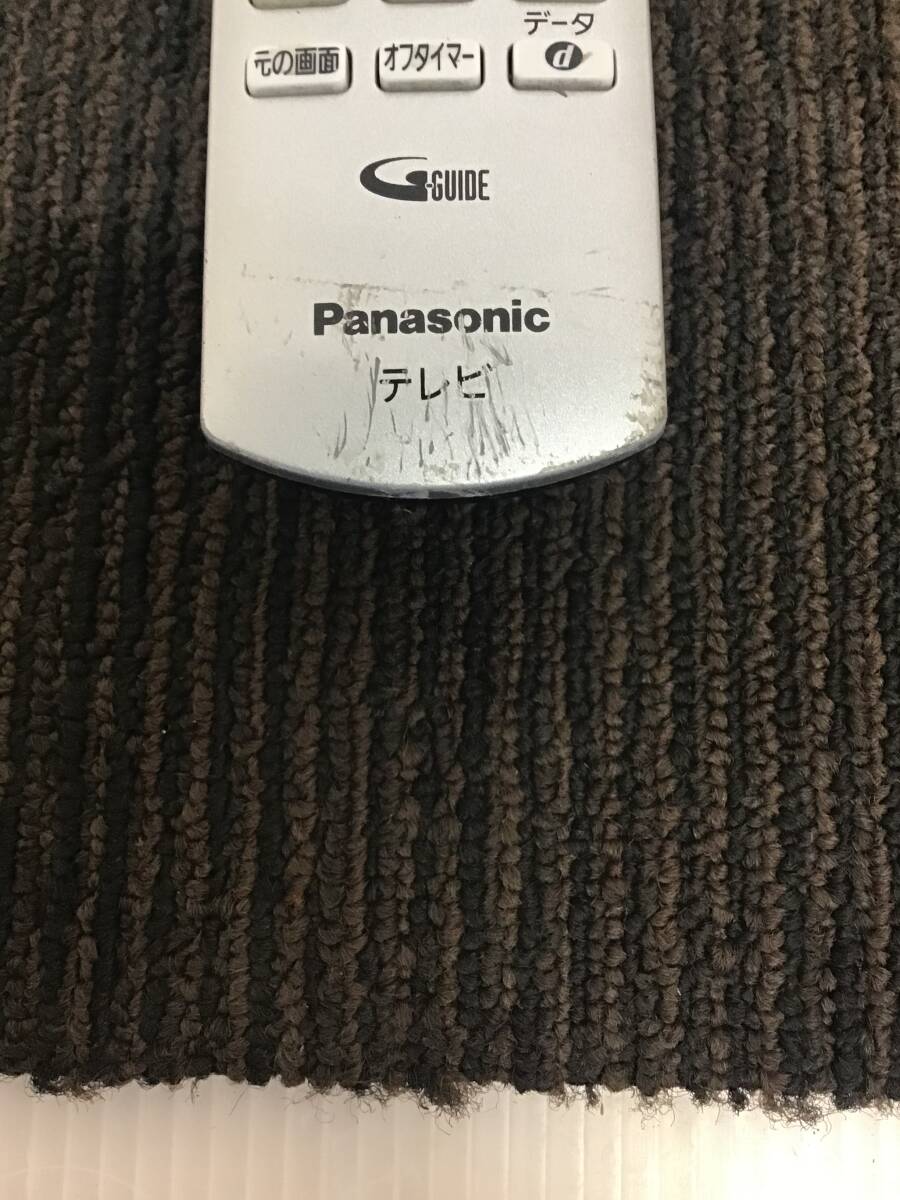 データ
元の画面 オフタイマー d
G-GUIDE
Panasonic
テレビ